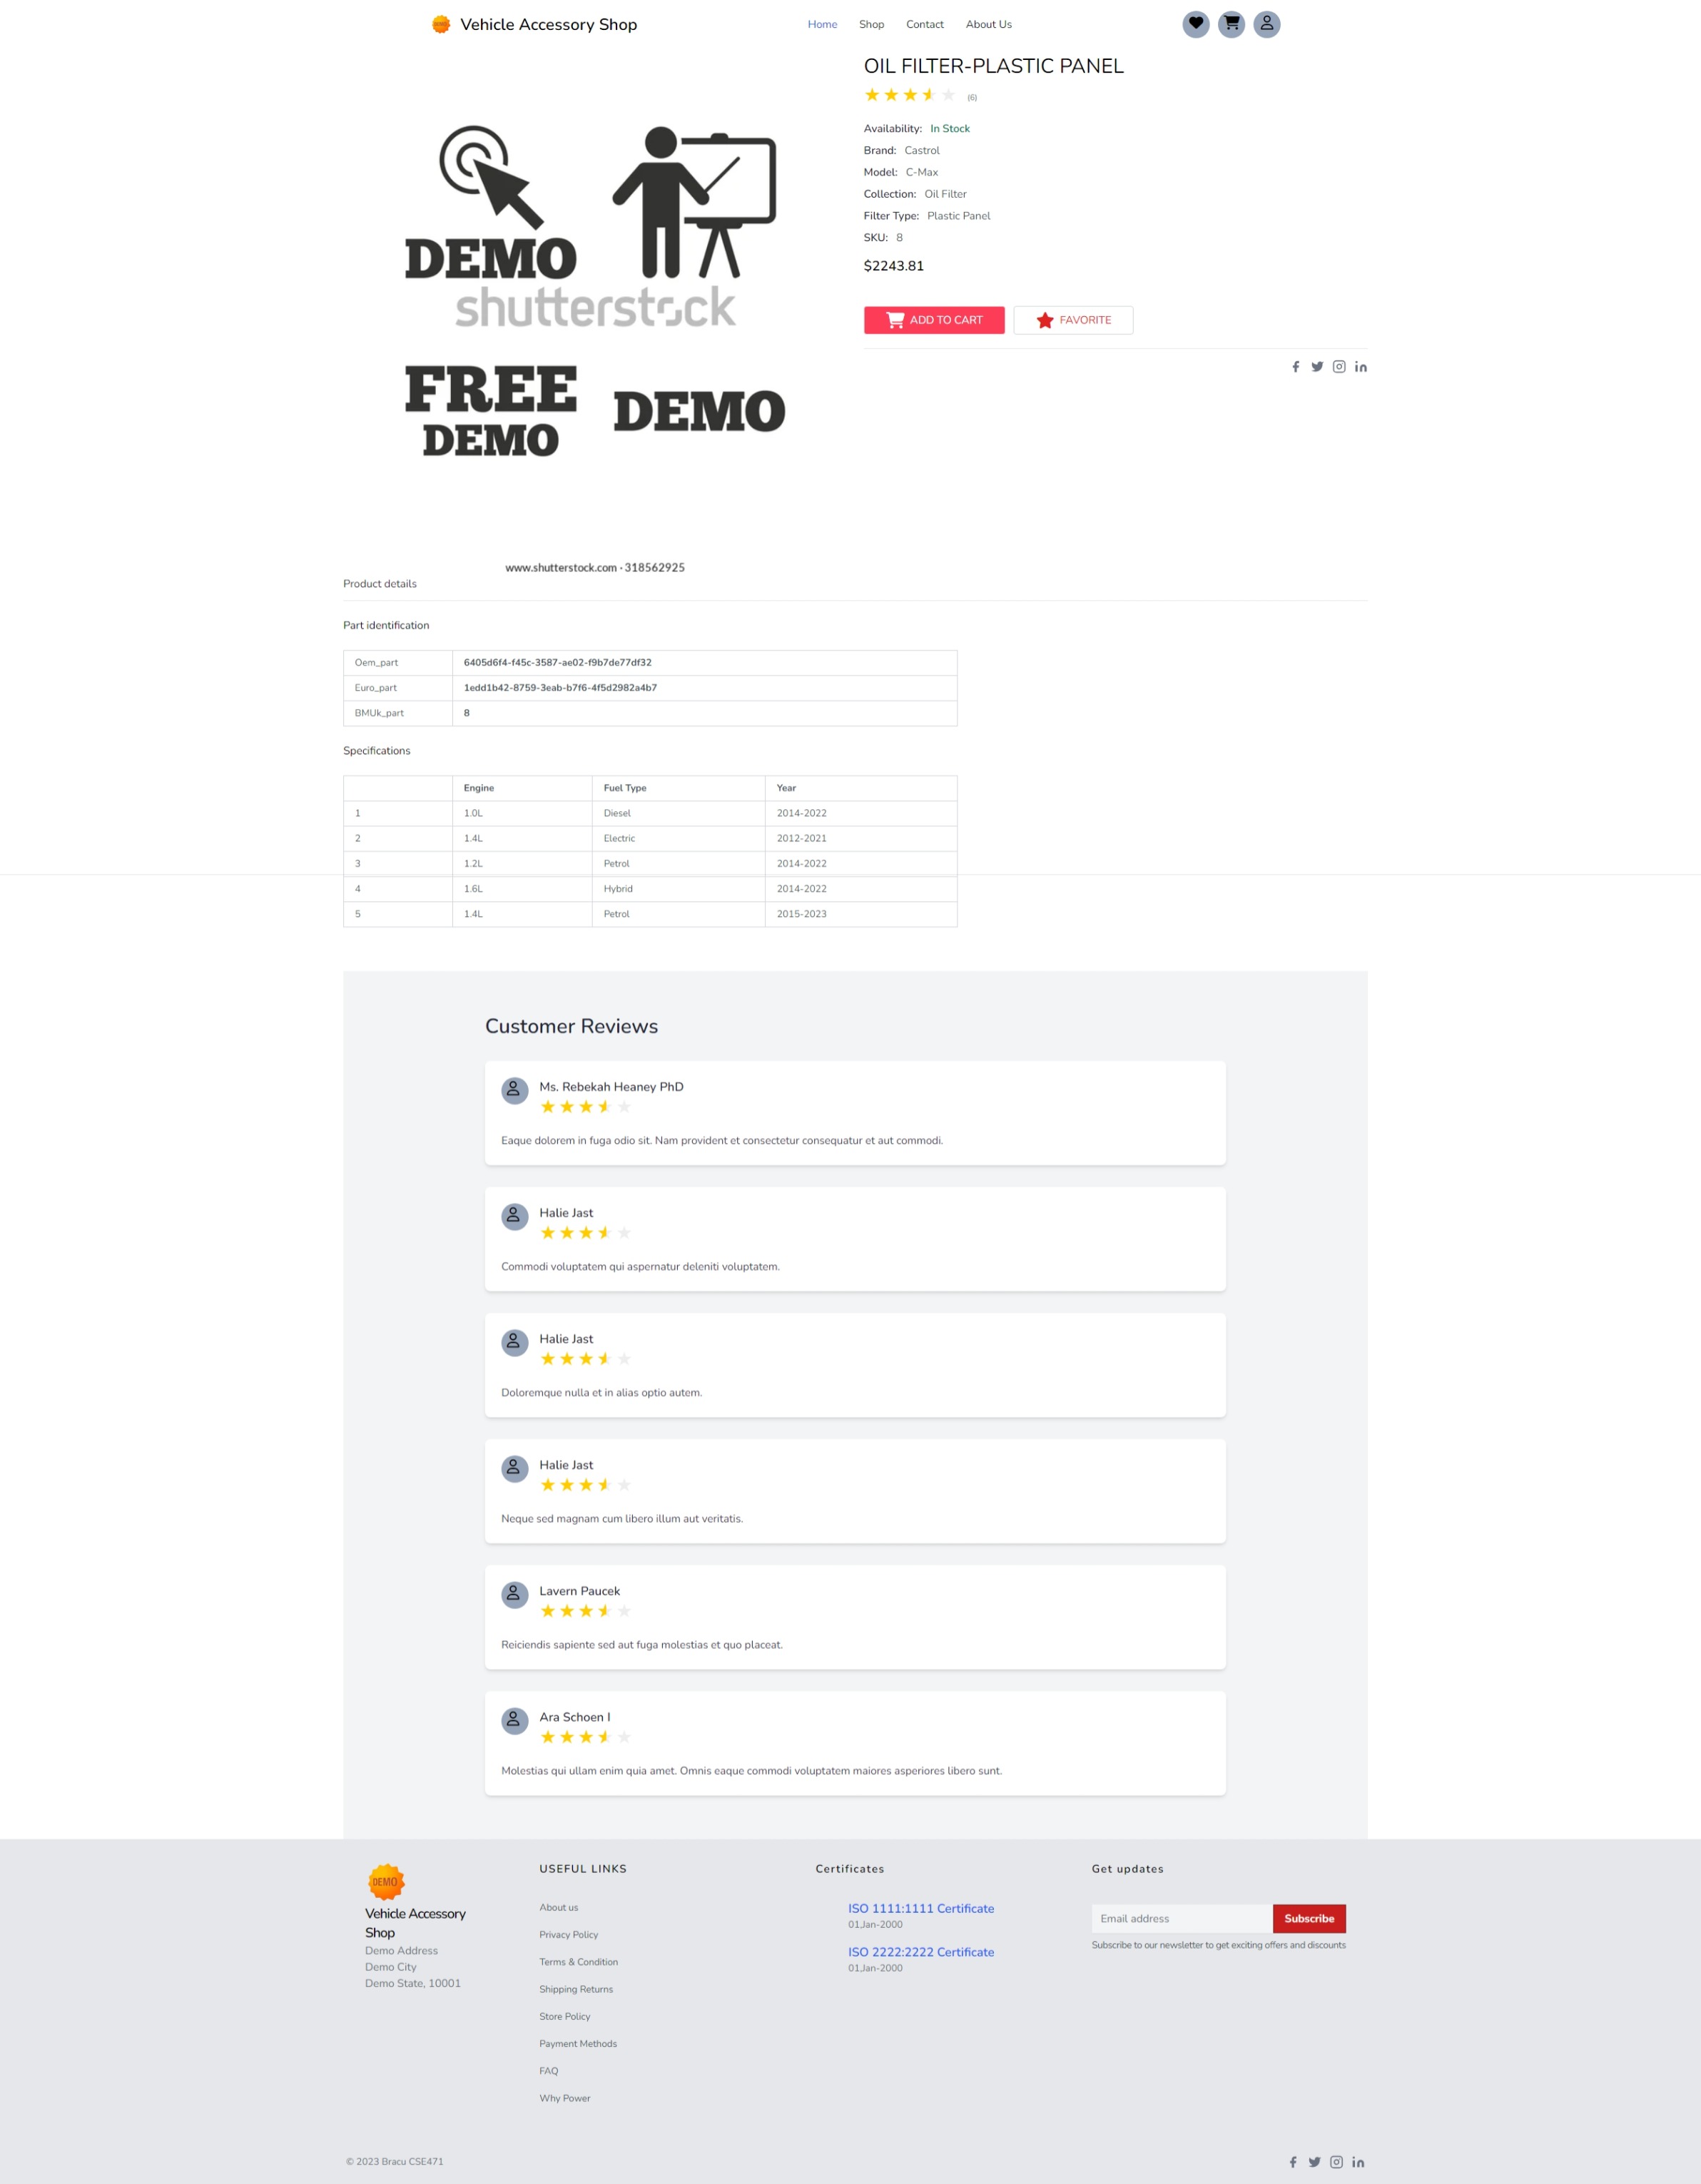 DEMO
Vehicle Accessory Shop
Home Shop Contact About Us
OIL FILTER-PLASTIC PANEL
(6)
Availability: In Stock
Brand: Castrol
Model: C-Max
Collection: Oil Filter
Filter Type: Plastic Panel
SKU: 8
$2243.81
ADD TO CART FAVORITE
DEMO
shutterstock
FREE
DEMO
DEMO
www.shutterstock.com · 318562925
Product details
Part identification
Oem_part 6405d6f4-f45c-3587-ae02-f9b7de77df32
Euro_part 1edd1b42-8759-3eab-b7f6-4f5d2982a4b7
BMUk_part 8
Specifications
Engine Fuel Type Year
1 1.0L Diesel 2014-2022
2 1.4L Electric 2012-2021
3 1.2L Petrol 2014-2022
4 1.6L Hybrid 2014-2022
5 1.4L Petrol 2015-2023
Customer Reviews
Ms. Rebekah Heaney PhD
Eaque dolorem in fuga odio sit. Nam provident et consectetur consequatur et aut commodi.
Halie Jast
Commodi voluptatem qui aspernatur deleniti voluptatem.
Halie Jast
Doloremque nulla et in alias optio autem.
Halie Jast
Neque sed magnam cum libero illum aut veritatis.
Lavern Paucek
Reiciendis sapiente sed aut fuga molestias et quo placeat.
Ara Schoen I
Molestias qui ullam enim quia amet. Omnis eaque commodi voluptatem maiores asperiores libero sunt.
DEMO
Vehicle Accessory
Shop
Demo Address
Demo City
Demo State, 10001
USEFUL LINKS
About us
Privacy Policy
Terms & Condition
Shipping Returns
Store Policy
Payment Methods
FAQ
Why Power
Certificates
ISO 1111:1111 Certificate
01,Jan-2000
ISO 2222:2222 Certificate
01,Jan-2000
Get updates
Email address Subscribe
Subscribe to our newsletter to get exciting offers and discounts
© 2023 Bracu CSE471